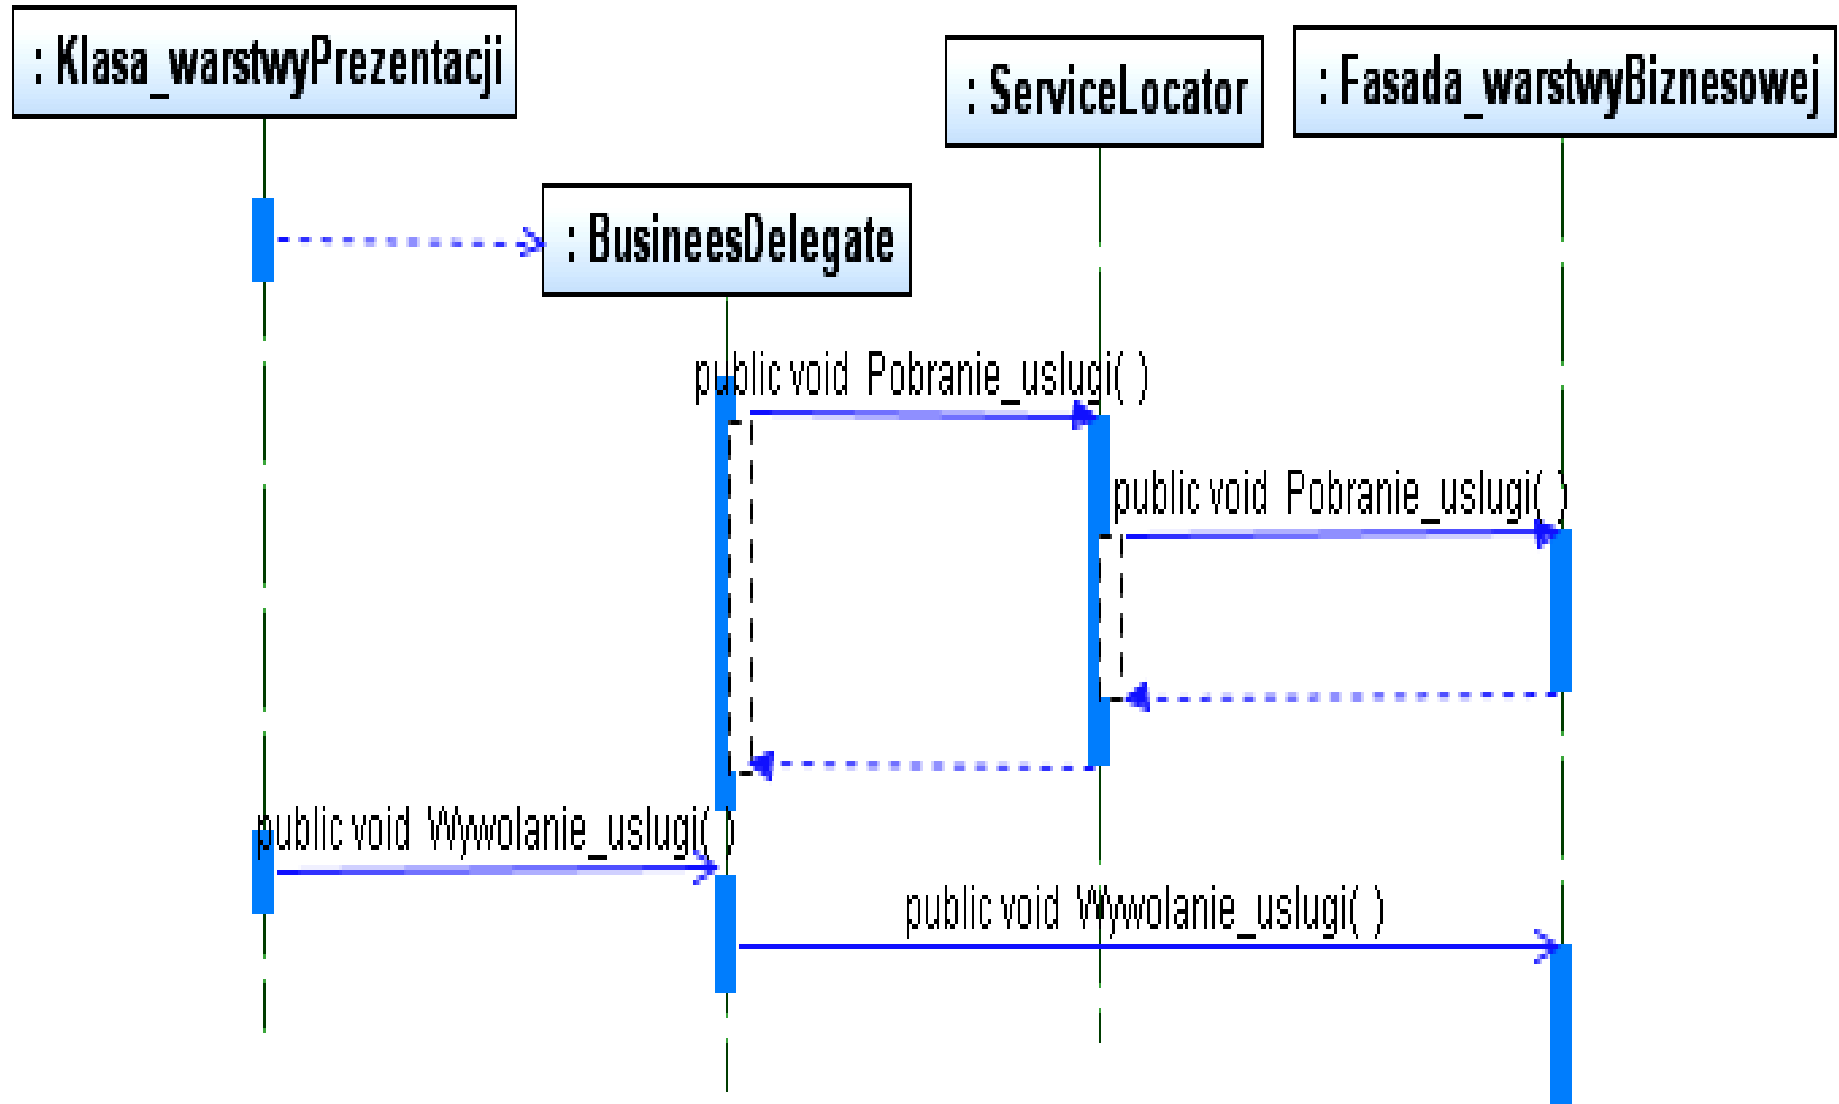 : Klasa_warstwyPrezentacji
: ServiceLocator
: Fasada_warstwyBiznesowej
: BusineesDelegate
public void Pobranie_uslugi( )
public void Pobranie_uslugi( )
public void Wywolanie_uslugi( )
public void Wywolanie_uslugi( )